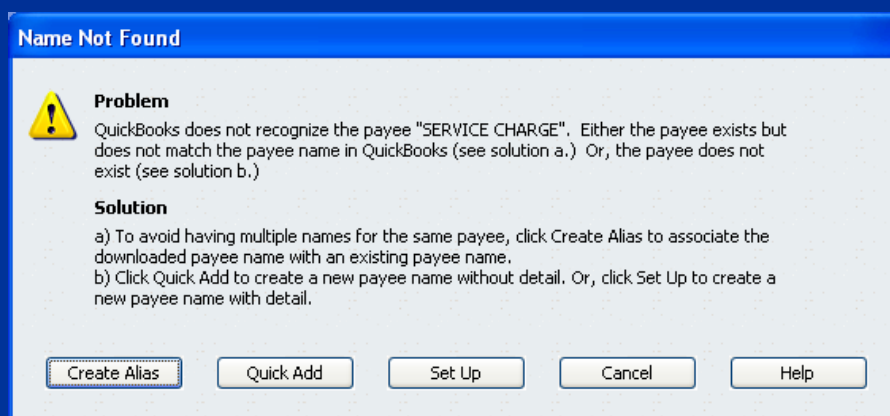 Name Not Found
Problem
QuickBooks does not recognize the payee "SERVICE CHARGE". Either the payee exists but
does not match the payee name in QuickBooks (see solution a.) Or, the payee does not
exist (see solution b.)
Solution
a) To avoid having multiple names for the same payee, click Create Alias to associate the
downloaded payee name with an existing payee name.
b) Click Quick Add to create a new payee name without detail. Or, click Set Up to create a
new payee name with detail.
Create Alias Quick Add Set Up Cancel Help